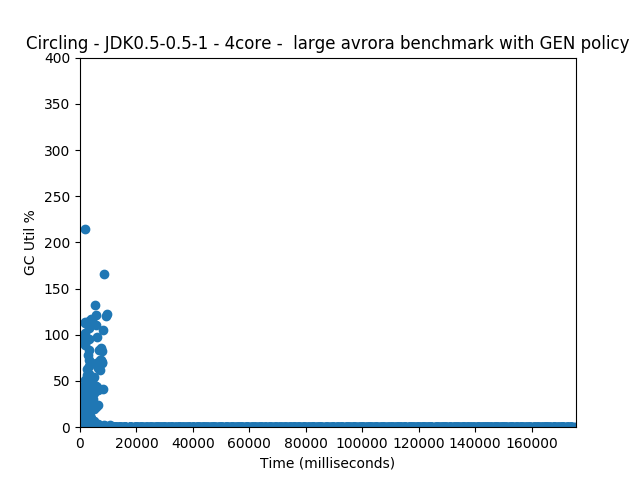 Circling - JDK0.5-0.5-1 - 4core -  large avrora benchmark with GEN policy
400
350
300
250
200
150
100
50
0
GC Util %
0 20000 40000 60000 80000 100000 120000 140000 160000
Time (milliseconds)